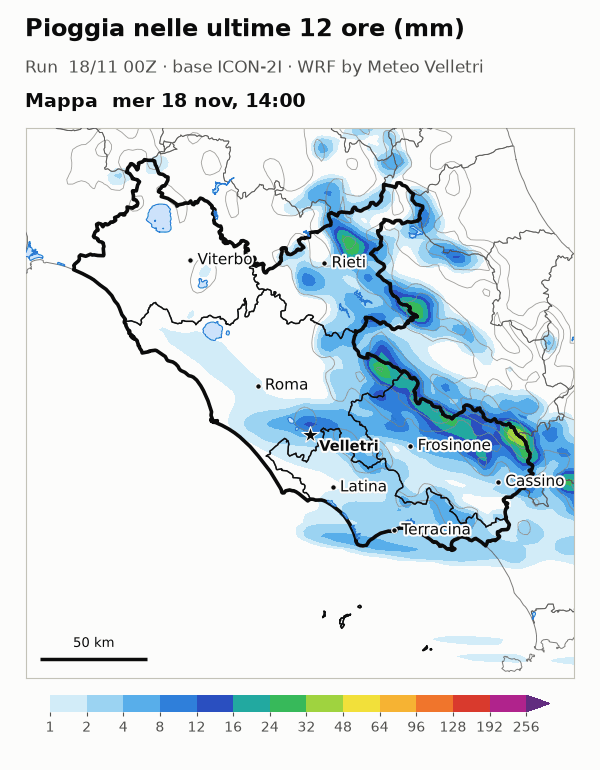 Pioggia nelle ultime 12 ore (mm)
Run 18/11 00Z · base ICON-2I · WRF by Meteo Velletri
Mappa mer 18 nov, 14:00
Viterbo
Rieti
Roma
Velletri
Frosinone
Cassino
Latina
Terracina
50 km
1 2 4 8 12 16 24 32 48 64 96 128 192 256